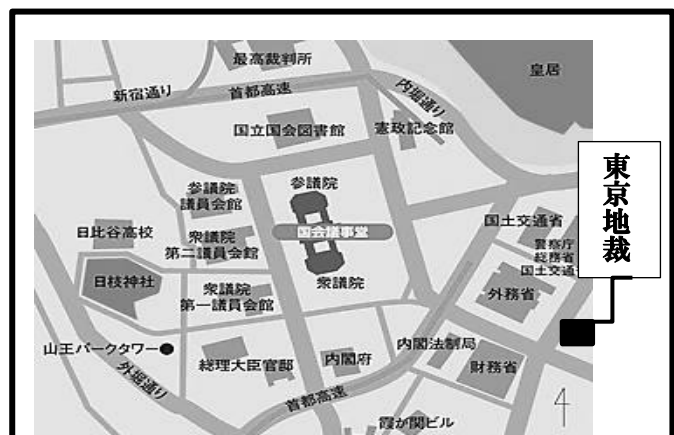 最高裁判所
皇居
新宿通り
首都高速
内堀通り
国立国会図書館
憲政記念館
東京地裁
参議院
議員会館
参議院
日比谷高校
衆議院
第二議員会館
国会議事堂
国土交通省
警察庁
総務省
国土交通省
日枝神社
衆議院
第一議員会館
衆議院
外務省
山王パークタワー
外堀通り
総理大臣官邸
内閣府
内閣法制局
財務省
首都高速
霞が関ビル